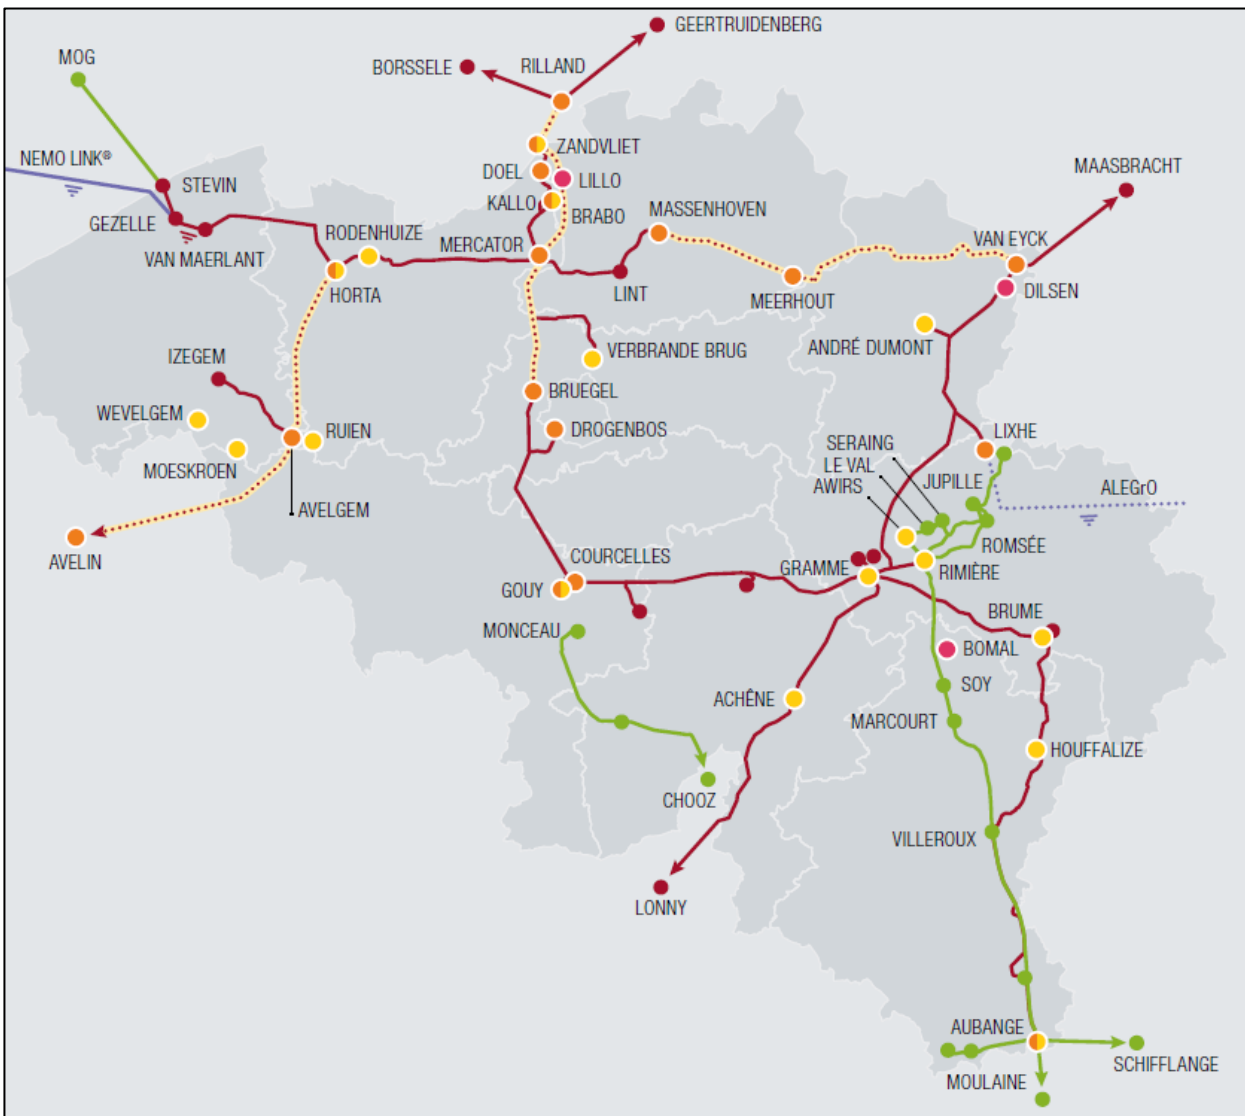 GEERTRUIDENBERG
MOG
BORSSELE
RILLAND
ZANDVLIET
NEMO LINK®
DOEL
LILLO
MAASBRACHT
STEVIN
KALLO
BRABO
MASSENHOVEN
GEZELLE
RODENHUIZE
MERCATOR
VAN EYCK
VAN MAERLANT
HORTA
LINT
MEERHOUT
DILSEN
IZEGEM
VERBRANDE BRUG
ANDRÉ DUMONT
BRUEGEL
WEVELGEM
RUIEN
DROGENBOS
SERAING
LIXHE
MOESKROEN
LE VAL
AWIRS
JUPILLE
ALEGrO
AVELGEM
ROMSÉE
AVELIN
COURCELLES
GRAMME
RIMIÈRE
GOUY
BRUME
MONCEAU
BOMAL
SOY
ACHÊNE
MARCOURT
HOUFFALIZE
CHOOZ
VILLEROUX
LONNY
AUBANGE
SCHIFFLANGE
MOULAINE